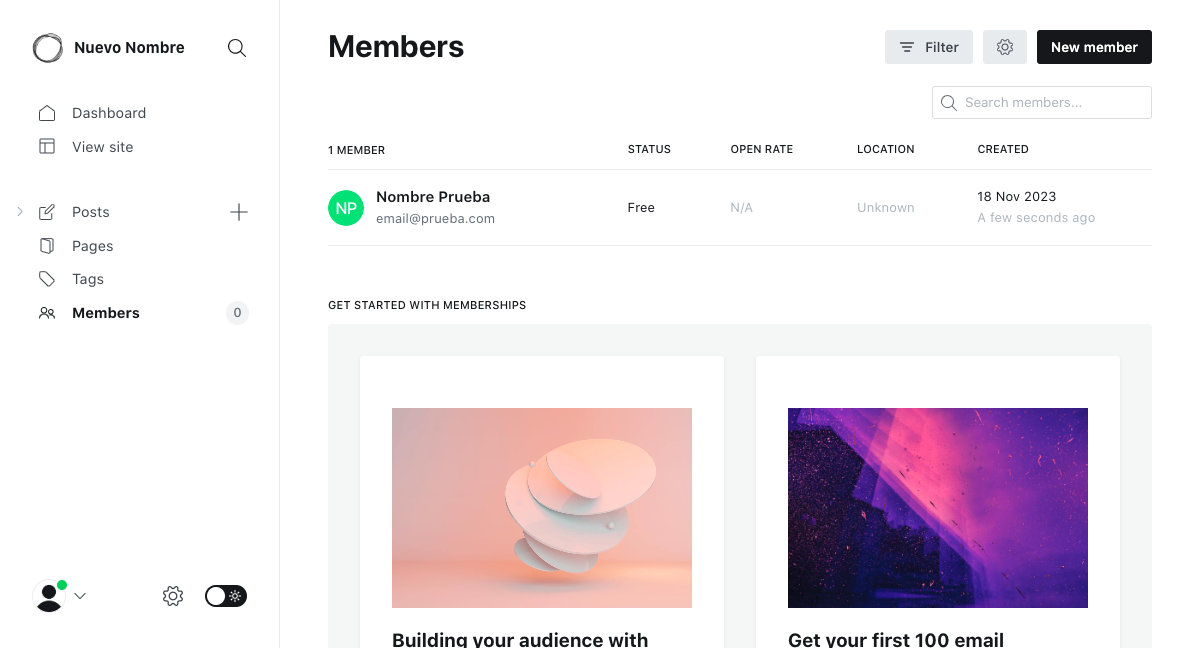 Nuevo Nombre
Dashboard
View site
Posts
Pages
Tags
Members
0
Members
Filter
New member
Search members...
1 MEMBER STATUS OPEN RATE LOCATION CREATED
NP
Nombre Prueba
email@prueba.com
Free
N/A
Unknown
18 Nov 2023
A few seconds ago
GET STARTED WITH MEMBERSHIPS
Building your audience with
Get your first 100 email